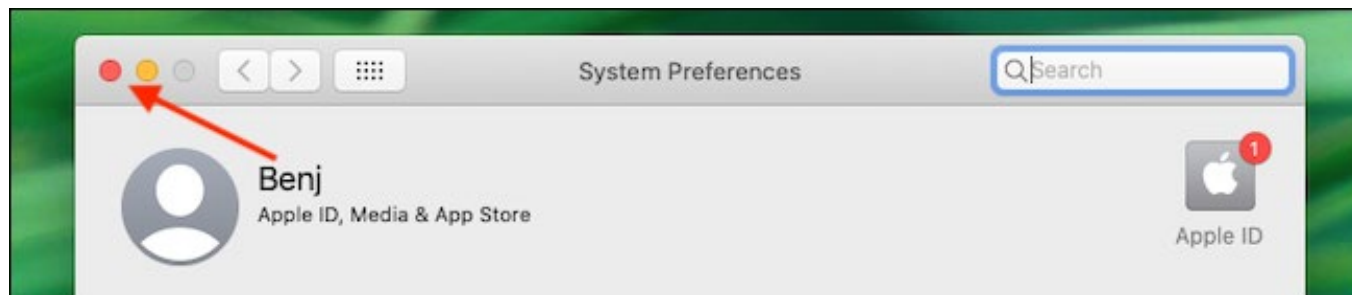 System Preferences
Search
1
Benj
Apple ID, Media & App Store
Apple ID